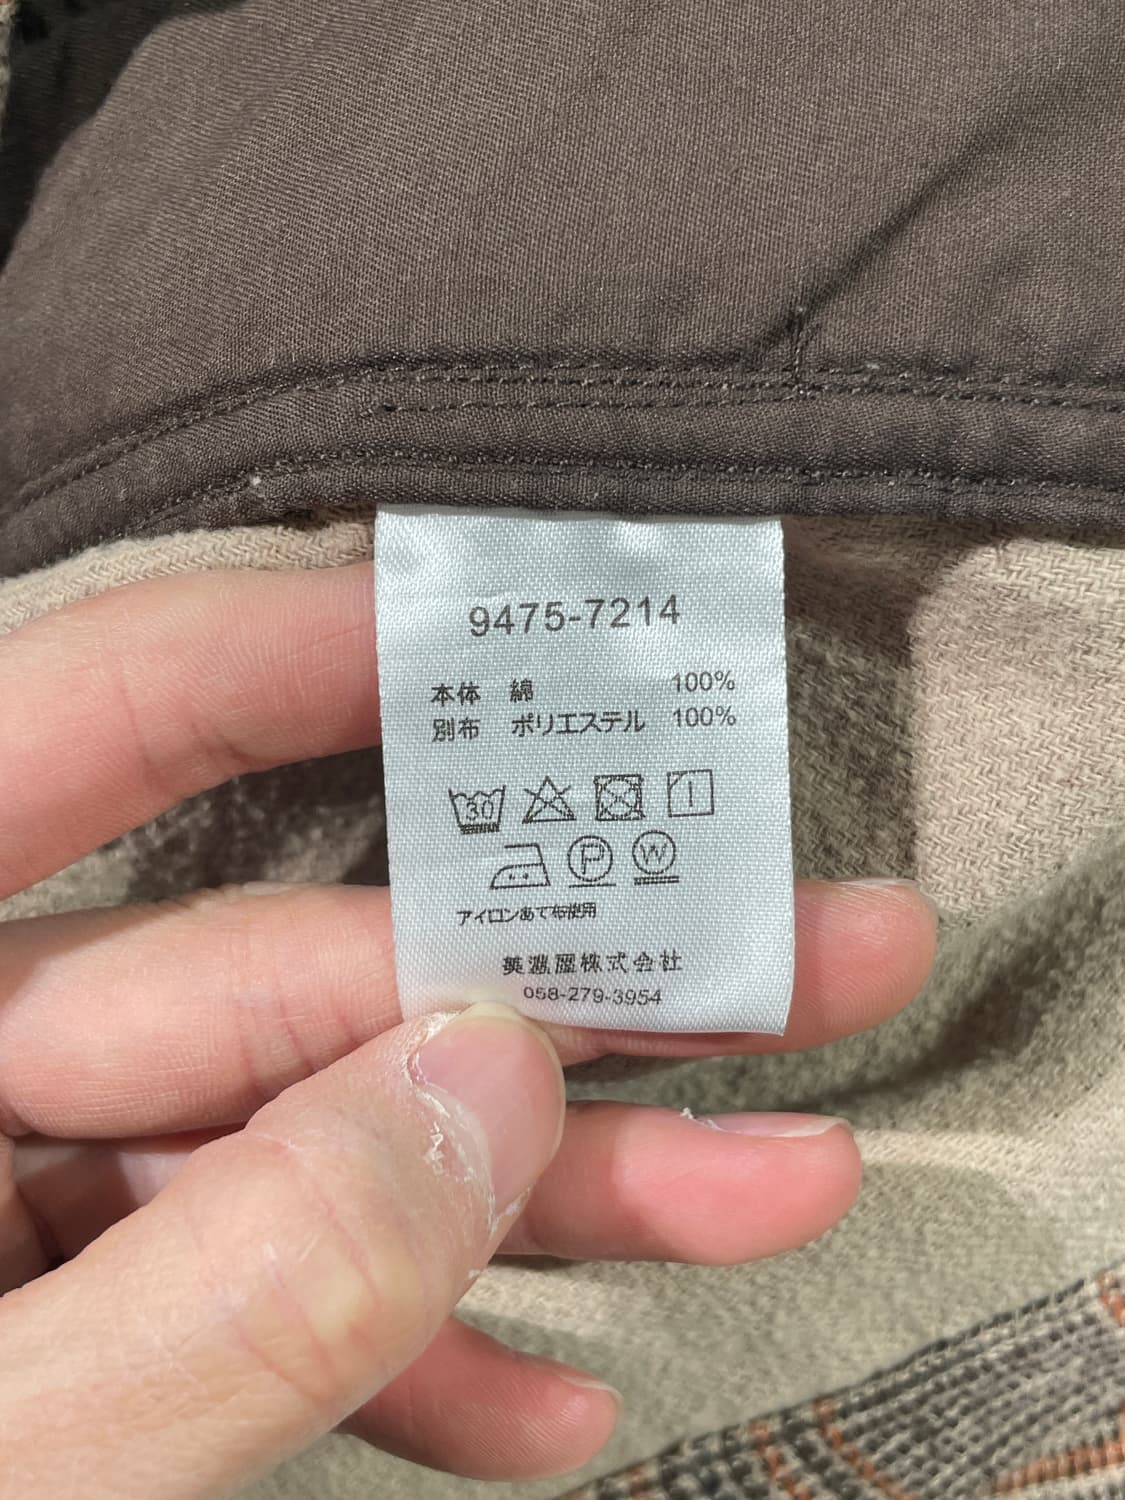 9475-7214
本体 綿 100%
別布 ポリエステル 100%
30
P W
アイロンあて布使用
美濃屋株式会社
058-279-3954